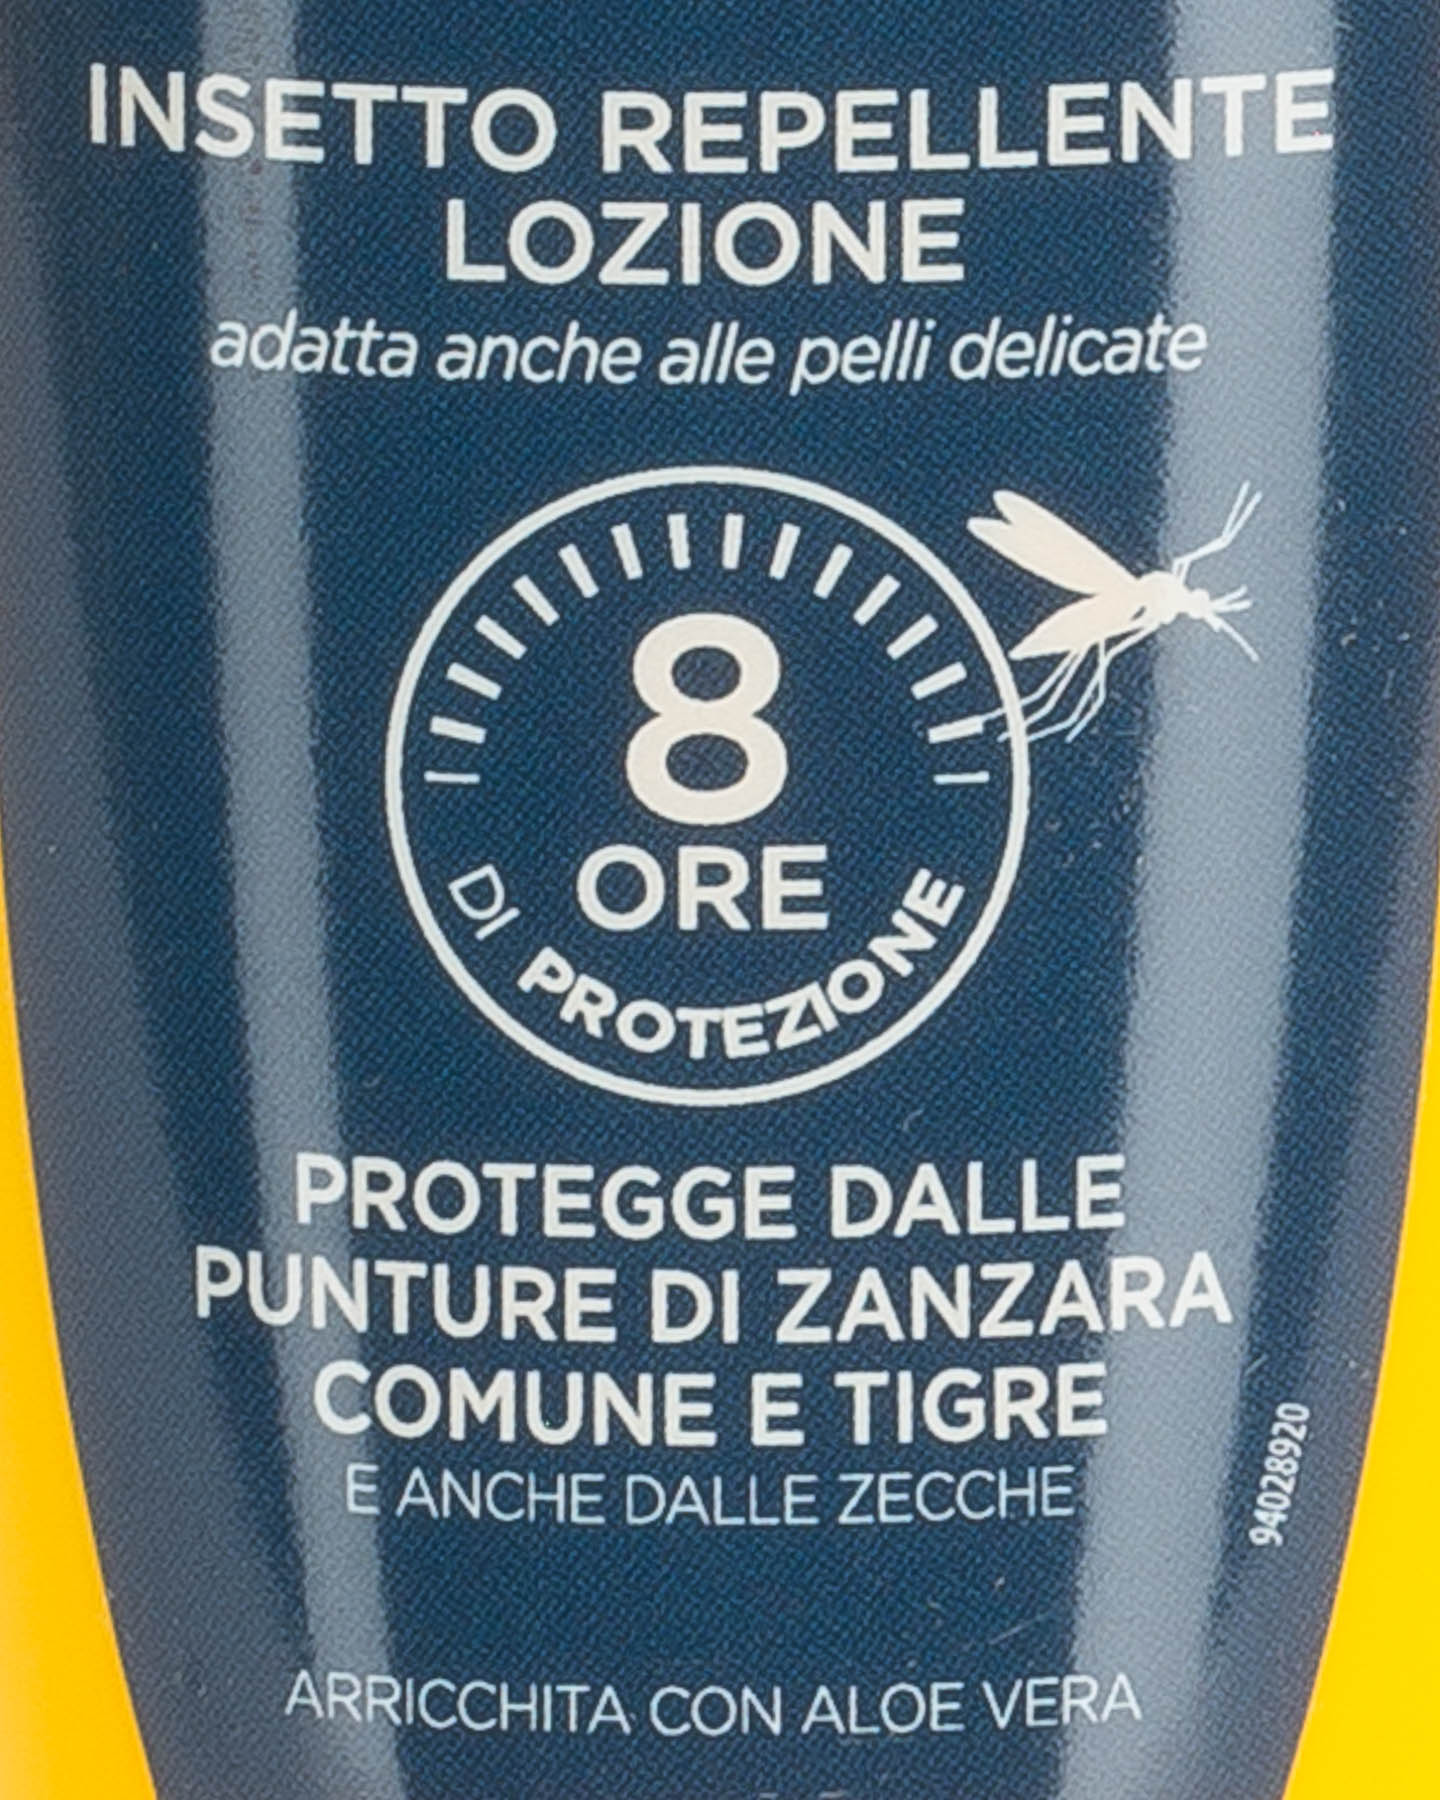 INSETTO REPELLENTE
LOZIONE
adatta anche alle pelli delicate
8
ORE
DI PROTEZIONE
PROTEGGE DALLE
PUNTURE DI ZANZARA
COMUNE E TIGRE
E ANCHE DALLE ZECCHE
94028920
ARRICCHITA CON ALOE VERA